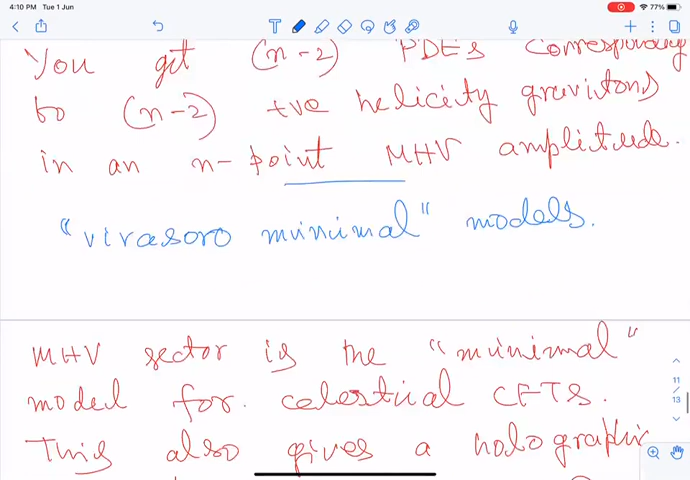 4:10 PM Tue 1 Jun
77%
You get (n-2) PDEs corresponding
to (n-2) +ve helicity gravitons
in an n-point MHV amplitude.
"virasoro minimal" models.
MHV sector is the "minimal"
model for celestial CFTS.
This also gives a holographic
11
/
13